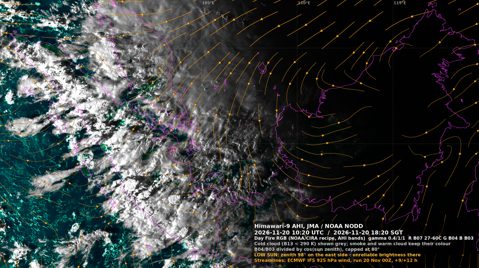 105°E
110°E
115°E
Himawari-9 AHI, JMA / NOAA NODD
2026-11-20 10:20 UTC / 2026-11-20 18:20 SGT
Day Fire RGB (NOAA/CIRA recipe, AHI bands) gamma 0.4/1/1 R B07 27-60C G B04 B B03
Cold cloud (B13 < 290 K) shown grey; smoke and warm cloud keep their colour
B04/B03 divided by cos(sun zenith), capped at 80°
LOW SUN: zenith 98° on the east side : unreliable brightness there
Streamlines: ECMWF IFS 925 hPa wind, run 20 Nov 00Z, +9/+12 h